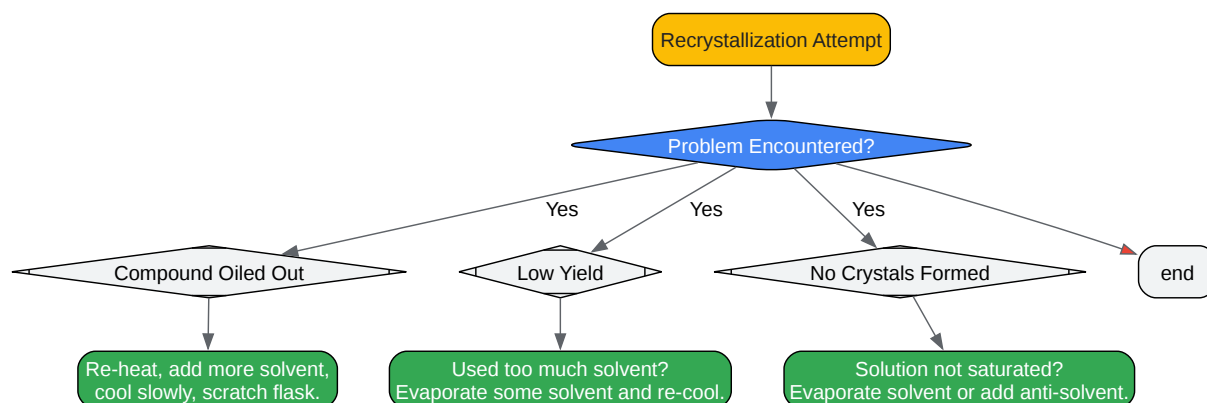 Recrystallization Attempt
Problem Encountered?
Yes
Yes
Yes
Compound Oiled Out
Low Yield
No Crystals Formed
end
Re-heat, add more solvent,
cool slowly, scratch flask.
Used too much solvent?
Evaporate some solvent and re-cool.
Solution not saturated?
Evaporate solvent or add anti-solvent.